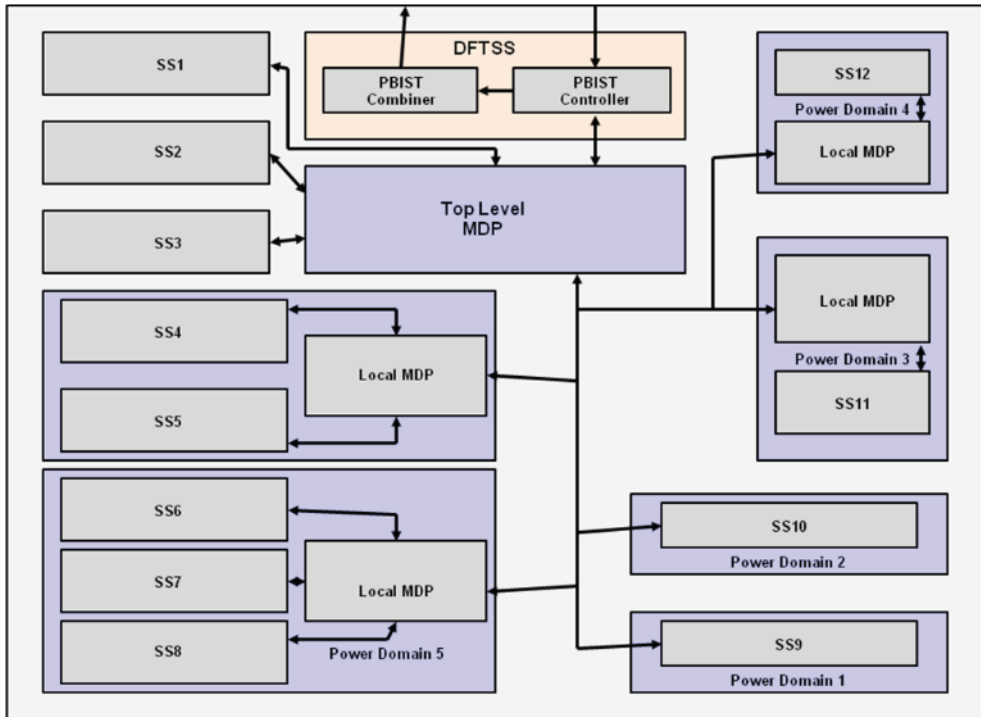 DFTSS
SS1
PBIST
Combiner
PBIST
Controller
SS12
Power Domain 4
Local MDP
SS2
Top Level
MDP
SS3
Local MDP
Power Domain 3
SS11
SS4
Local MDP
SS5
SS6
SS7
Local MDP
SS8
Power Domain 5
SS10
Power Domain 2
SS9
Power Domain 1